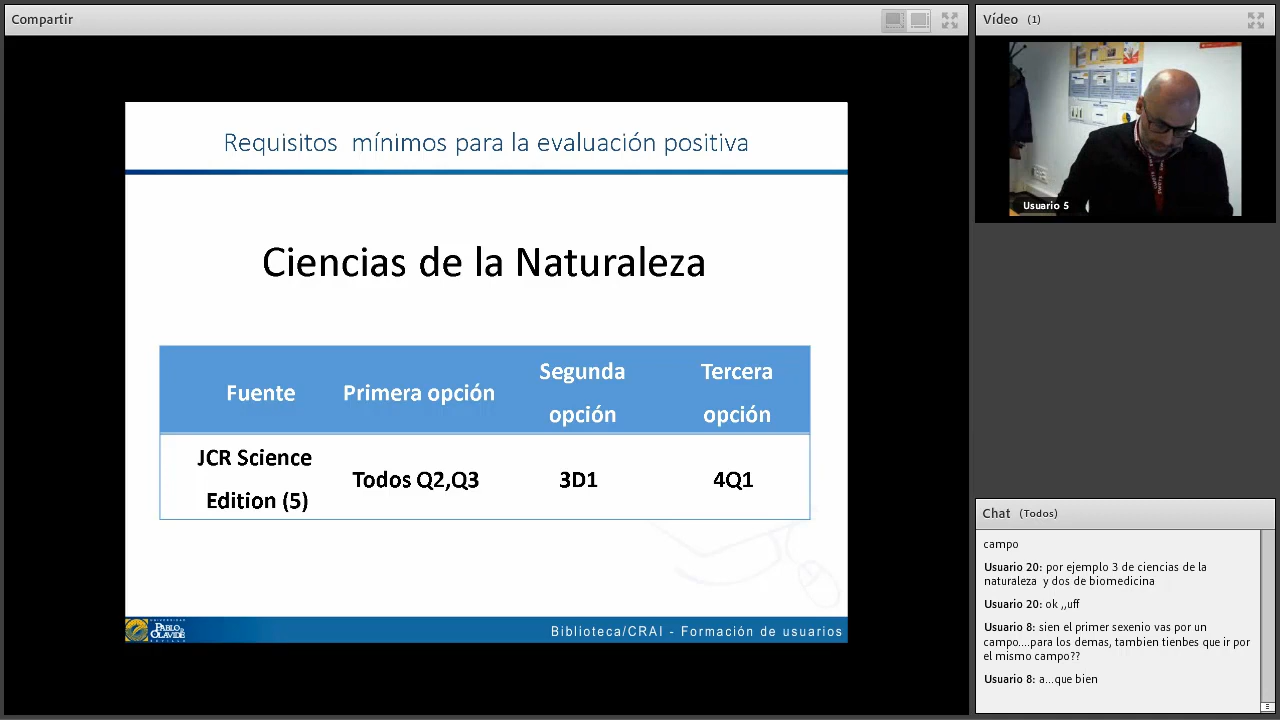 Compartir
Requisitos mínimos para la evaluación positiva
Ciencias de la Naturaleza
Fuente
Primera opción
Segunda
opción
Tercera
opción
JCR Science
Edition (5)
Todos Q2,Q3
3D1
4Q1
UNIVERSIDAD
PABLO DE
OLAVIDE
SEVILLA
Biblioteca/CRAI - Formación de usuarios
Vídeo (1)
Usuario 5
Chat (Todos)
campo
Usuario 20: por ejemplo 3 de ciencias de la
naturaleza y dos de biomedicina
Usuario 20: ok ,,uff
Usuario 8: sien el primer sexenio vas por un
campo....para los demas, tambien tienbes que ir por
el mismo campo??
Usuario 8: a...que bien